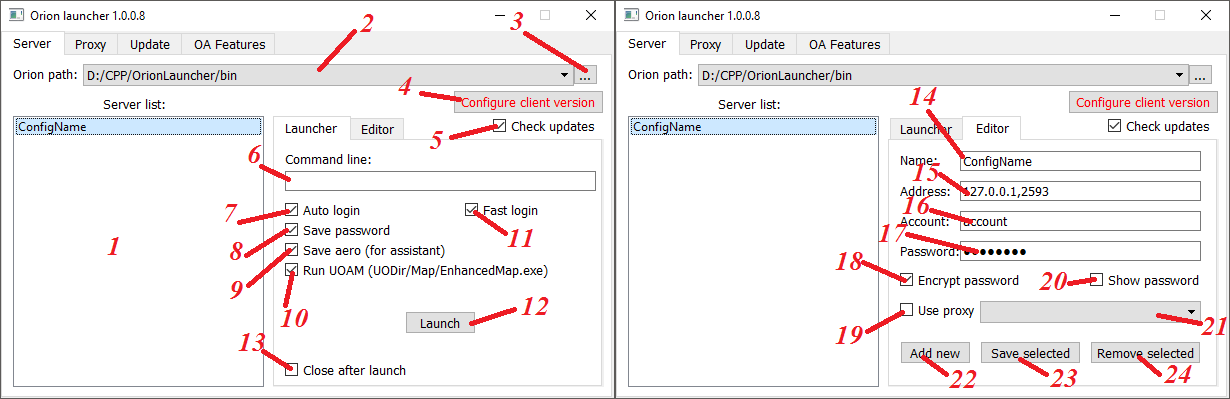 Orion launcher 1.0.0.8
Server Proxy Update OA Features
2
3
Orion path: D:/CPP/OrionLauncher/bin ...
4
Configure client version
Server list:
ConfigName
Launcher Editor
5
Check updates
6
Command line:
1
7
Auto login
Fast login
8
Save password
11
9
Save aero (for assistant)
Run UOAM (UODir/Map/EnhancedMap.exe)
10
Launch
12
13
Close after launch
Orion launcher 1.0.0.8
Server Proxy Update OA Features
Orion path: D:/CPP/OrionLauncher/bin ...
Configure client version
Server list:
ConfigName
Launcher Editor
Check updates
14
Name: ConfigName
15
Address: 127.0.0.1,2593
16
Account: account
17
Password: ●●●●●●●●
18
Encrypt password
20
Show password
19
Use proxy
21
Add new Save selected Remove selected
22 23 24